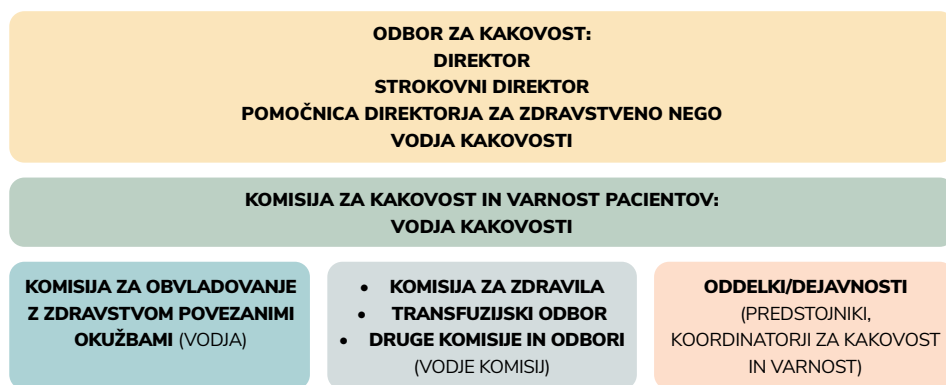 ODBOR ZA KAKOVOST:
DIREKTOR
STROKOVNI DIREKTOR
POMOČNICA DIREKTORJA ZA ZDRAVSTVENO NEGO
VODJA KAKOVOSTI
KOMISIJA ZA KAKOVOST IN VARNOST PACIENTOV:
VODJA KAKOVOSTI
KOMISIJA ZA OBVLADOVANJE
Z ZDRAVSTVOM POVEZANIMI
OKUŽBAMI (VODJA)
• KOMISIJA ZA ZDRAVILA
• TRANSFUZIJSKI ODBOR
• DRUGE KOMISIJE IN ODBORI
(VODJE KOMISIJ)
ODDELKI/DEJAVNOSTI
(PREDSTOJNIKI,
KOORDINATORJI ZA KAKOVOST
IN VARNOST)